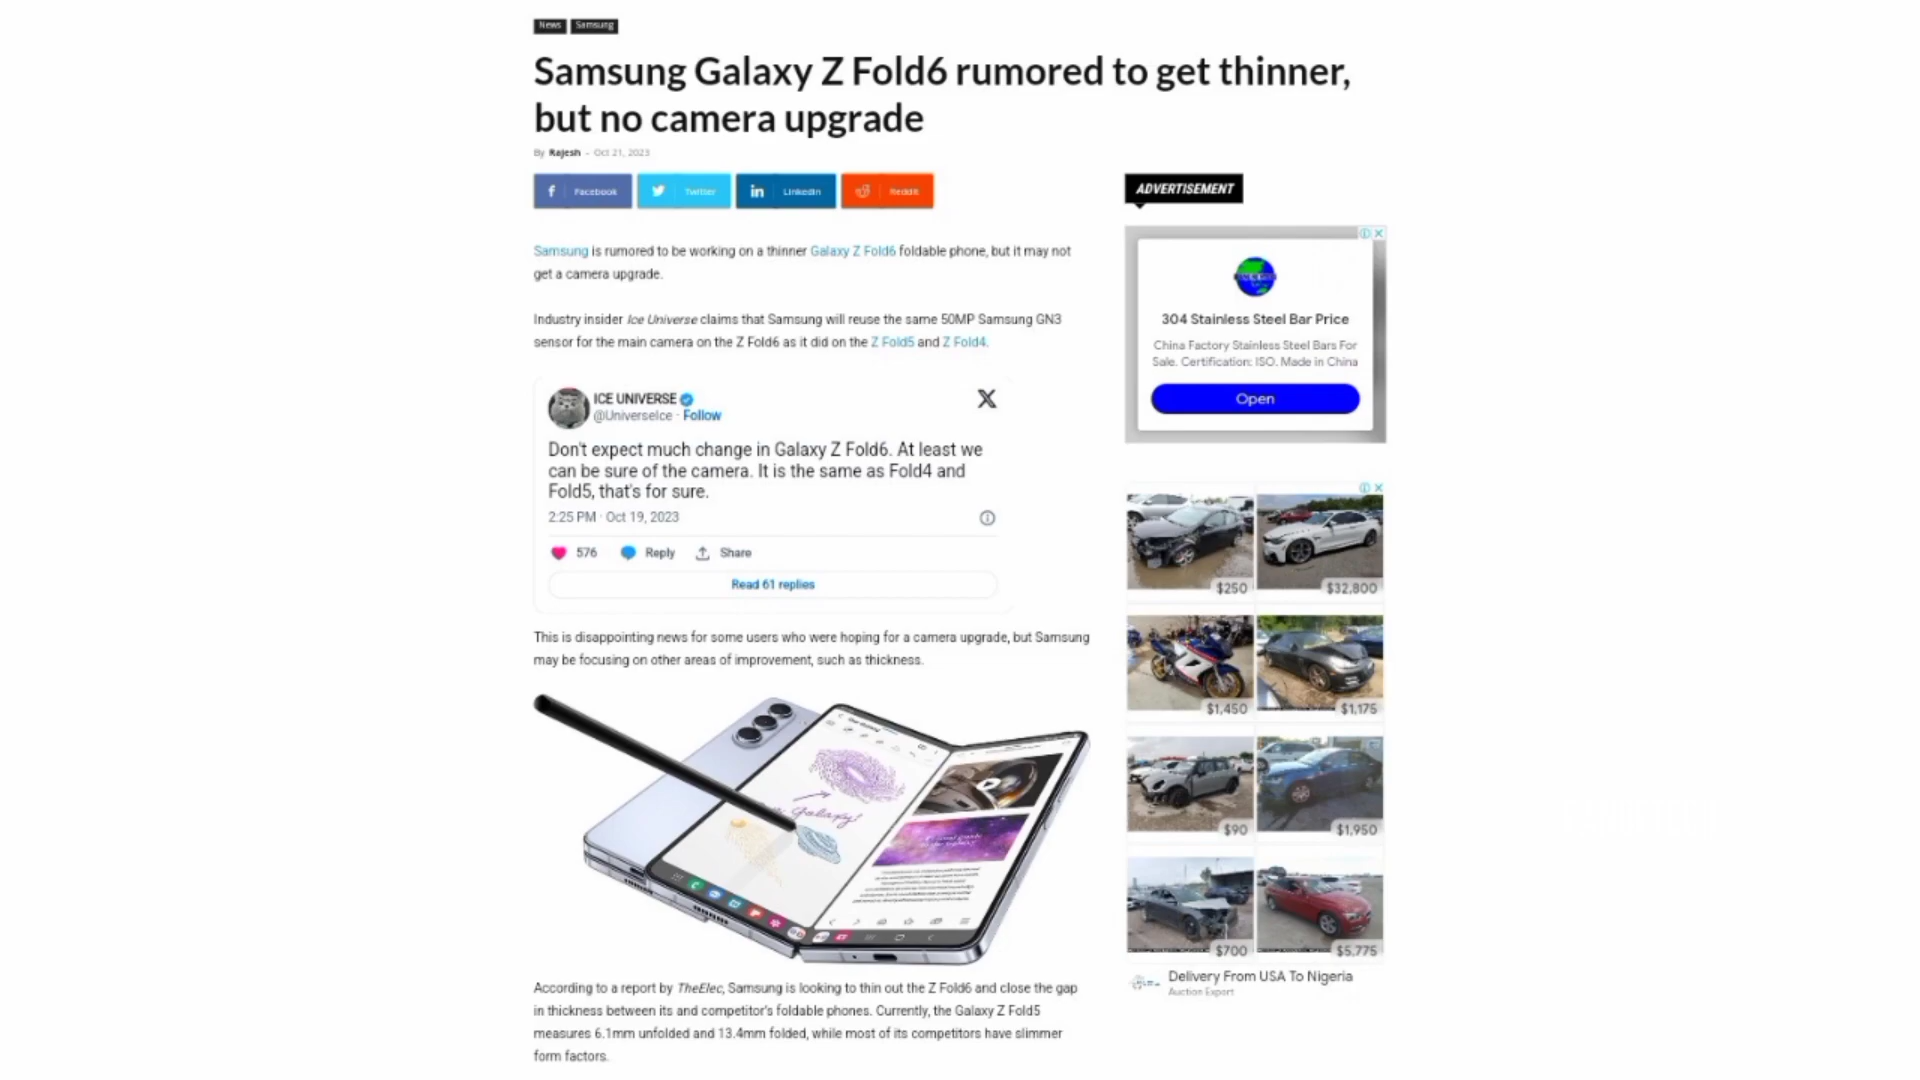 News Samsung
Samsung Galaxy Z Fold6 rumored to get thinner,
but no camera upgrade
By Rajesh - Oct 21, 2023
Facebook Twitter Linkedin ReddIt
Samsung is rumored to be working on a thinner Galaxy Z Fold6 foldable phone, but it may not
get a camera upgrade.
Industry insider Ice Universe claims that Samsung will reuse the same 50MP Samsung GN3
sensor for the main camera on the Z Fold6 as it did on the Z Fold5 and Z Fold4.
ICE UNIVERSE
@UniverseIce · Follow
Don't expect much change in Galaxy Z Fold6. At least we
can be sure of the camera. It is the same as Fold4 and
Fold5, that's for sure.
2:25 PM · Oct 19, 2023
576 Reply Share
Read 61 replies
This is disappointing news for some users who were hoping for a camera upgrade, but Samsung
may be focusing on other areas of improvement, such as thickness.
Galaxy!
According to a report by TheElec, Samsung is looking to thin out the Z Fold6 and close the gap
in thickness between its and competitor's foldable phones. Currently, the Galaxy Z Fold5
measures 6.1mm unfolded and 13.4mm folded, while most of its competitors have slimmer
form factors.
ADVERTISEMENT
304 Stainless Steel Bar Price
China Factory Stainless Steel Bars For
Sale. Certification: ISO. Made in China
Open
$250 $32,800
$1,450 $1,175
$90 $1,950
$700 $5,775
Delivery From USA To Nigeria
Auction Export